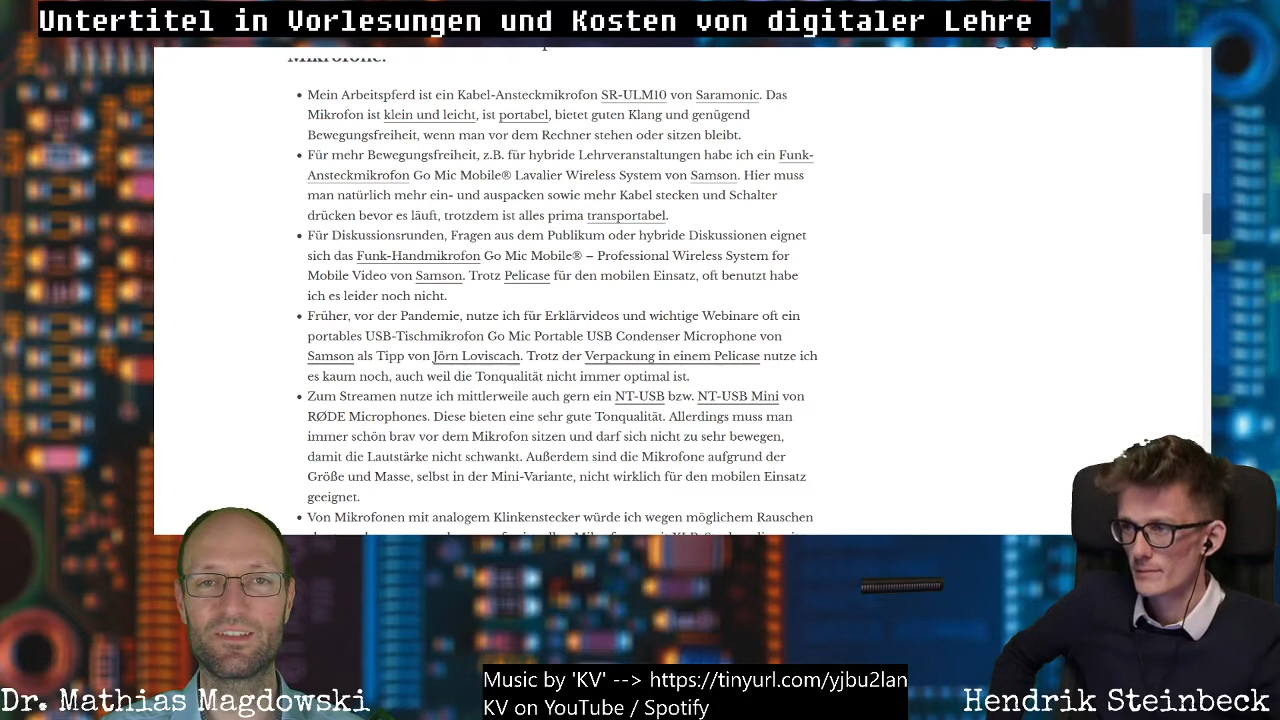 Untertitel in Vorlesungen und Kosten von digitaler Lehre
Mikrofone:
• Mein Arbeitspferd ist ein Kabel-Ansteckmikrofon SR-ULM10 von Saramonic. Das
Mikrofon ist klein und leicht, ist portabel, bietet guten Klang und genügend
Bewegungsfreiheit, wenn man vor dem Rechner stehen oder sitzen bleibt.
• Für mehr Bewegungsfreiheit, z.B. für hybride Lehrveranstaltungen habe ich ein Funk-
Ansteckmikrofon Go Mic Mobile® Lavalier Wireless System von Samson. Hier muss
man natürlich mehr ein- und auspacken sowie mehr Kabel stecken und Schalter
drücken bevor es läuft, trotzdem ist alles prima transportabel.
• Für Diskussionsrunden, Fragen aus dem Publikum oder hybride Diskussionen eignet
sich das Funk-Handmikrofon Go Mic Mobile® – Professional Wireless System for
Mobile Video von Samson. Trotz Pelicase für den mobilen Einsatz, oft benutzt habe
ich es leider noch nicht.
• Früher, vor der Pandemie, nutze ich für Erklärvideos und wichtige Webinare oft ein
portables USB-Tischmikrofon Go Mic Portable USB Condenser Microphone von
Samson als Tipp von Jörn Loviscach. Trotz der Verpackung in einem Pelicase nutze ich
es kaum noch, auch weil die Tonqualität nicht immer optimal ist.
• Zum Streamen nutze ich mittlerweile auch gern ein NT-USB bzw. NT-USB Mini von
RØDE Microphones. Diese bieten eine sehr gute Tonqualität. Allerdings muss man
immer schön brav vor dem Mikrofon sitzen und darf sich nicht zu sehr bewegen,
damit die Lautstärke nicht schwankt. Außerdem sind die Mikrofone aufgrund der
Größe und Masse, selbst in der Mini-Variante, nicht wirklich für den mobilen Einsatz
geeignet.
• Von Mikrofonen mit analogem Klinkenstecker würde ich wegen möglichem Rauschen
Dr. Mathias Magdowski
Music by 'KV' --> https://tinyurl.com/yjbu2lan
KV on YouTube / Spotify
Hendrik Steinbeck